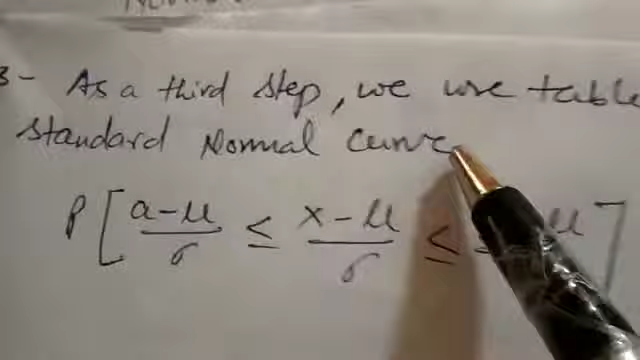 3- As a third step, we use table
Standard Normal Curve
P[ a-μ/σ ≤ x-μ/σ ≤ -μ ]